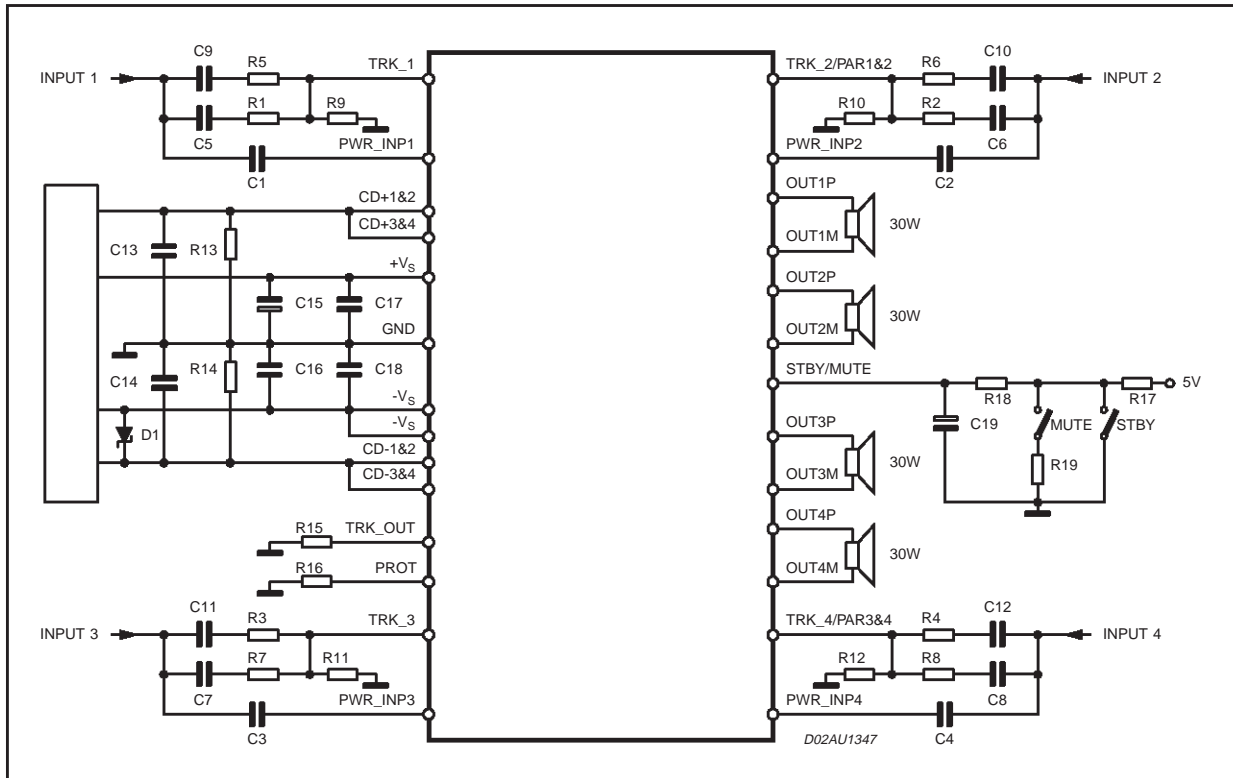 C9
R5
INPUT 1
TRK_1
R1
R9
C5
PWR_INP1
C1
CD+1&2
CD+3&4
C13
R13
+VS
C15
C17
GND
R14
C14
C16
C18
-VS
-VS
D1
CD-1&2
CD-3&4
TRK_OUT
R15
PROT
R16
C11
R3
INPUT 3
TRK_3
R7
R11
C7
PWR_INP3
C3
TRK_2/PAR1&2
R6
C10
INPUT 2
R10
R2
PWR_INP2
C6
C2
OUT1P
30W
OUT1M
OUT2P
30W
OUT2M
STBY/MUTE
R18
R17
5V
C19
MUTE
STBY
R19
OUT3P
30W
OUT3M
OUT4P
30W
OUT4M
TRK_4/PAR3&4
R4
C12
INPUT 4
R12
R8
PWR_INP4
C8
C4
D02AU1347